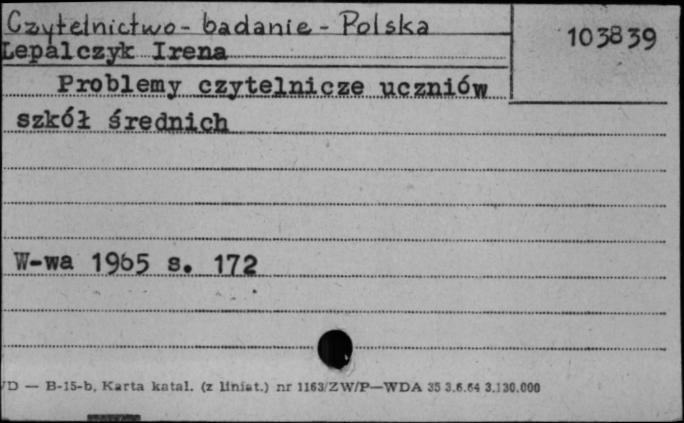 Czytelnictwo - badanie - Polska
103839
Lepalczyk Irena
Problemy czytelnicze uczniów
szkół średnich
W-wa 1965 s. 172
/D — B-15-b, Karta katal. (z liniat.) nr 1163/ZW/P—WDA 35 3.6.64 3.130.000